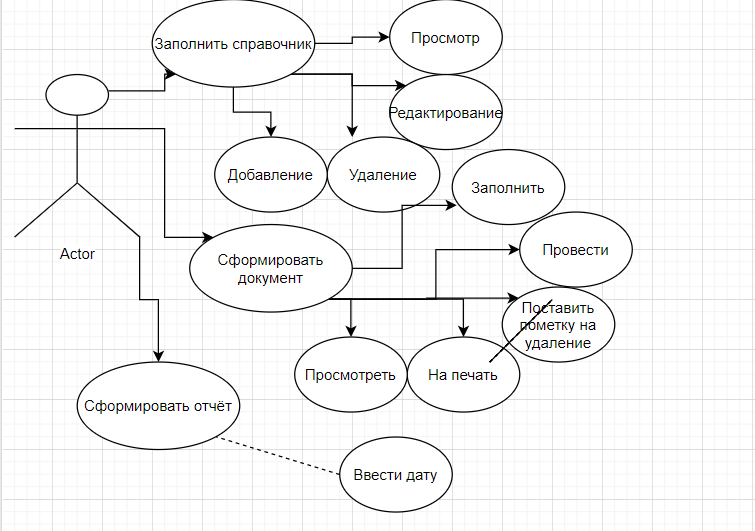 Заполнить справочник
Просмотр
Редактирование
Добавление
Удаление
Заполнить
Actor
Сформировать
документ
Провести
Поставить
пометку на
удаление
Просмотреть
На печать
Сформировать отчёт
Ввести дату